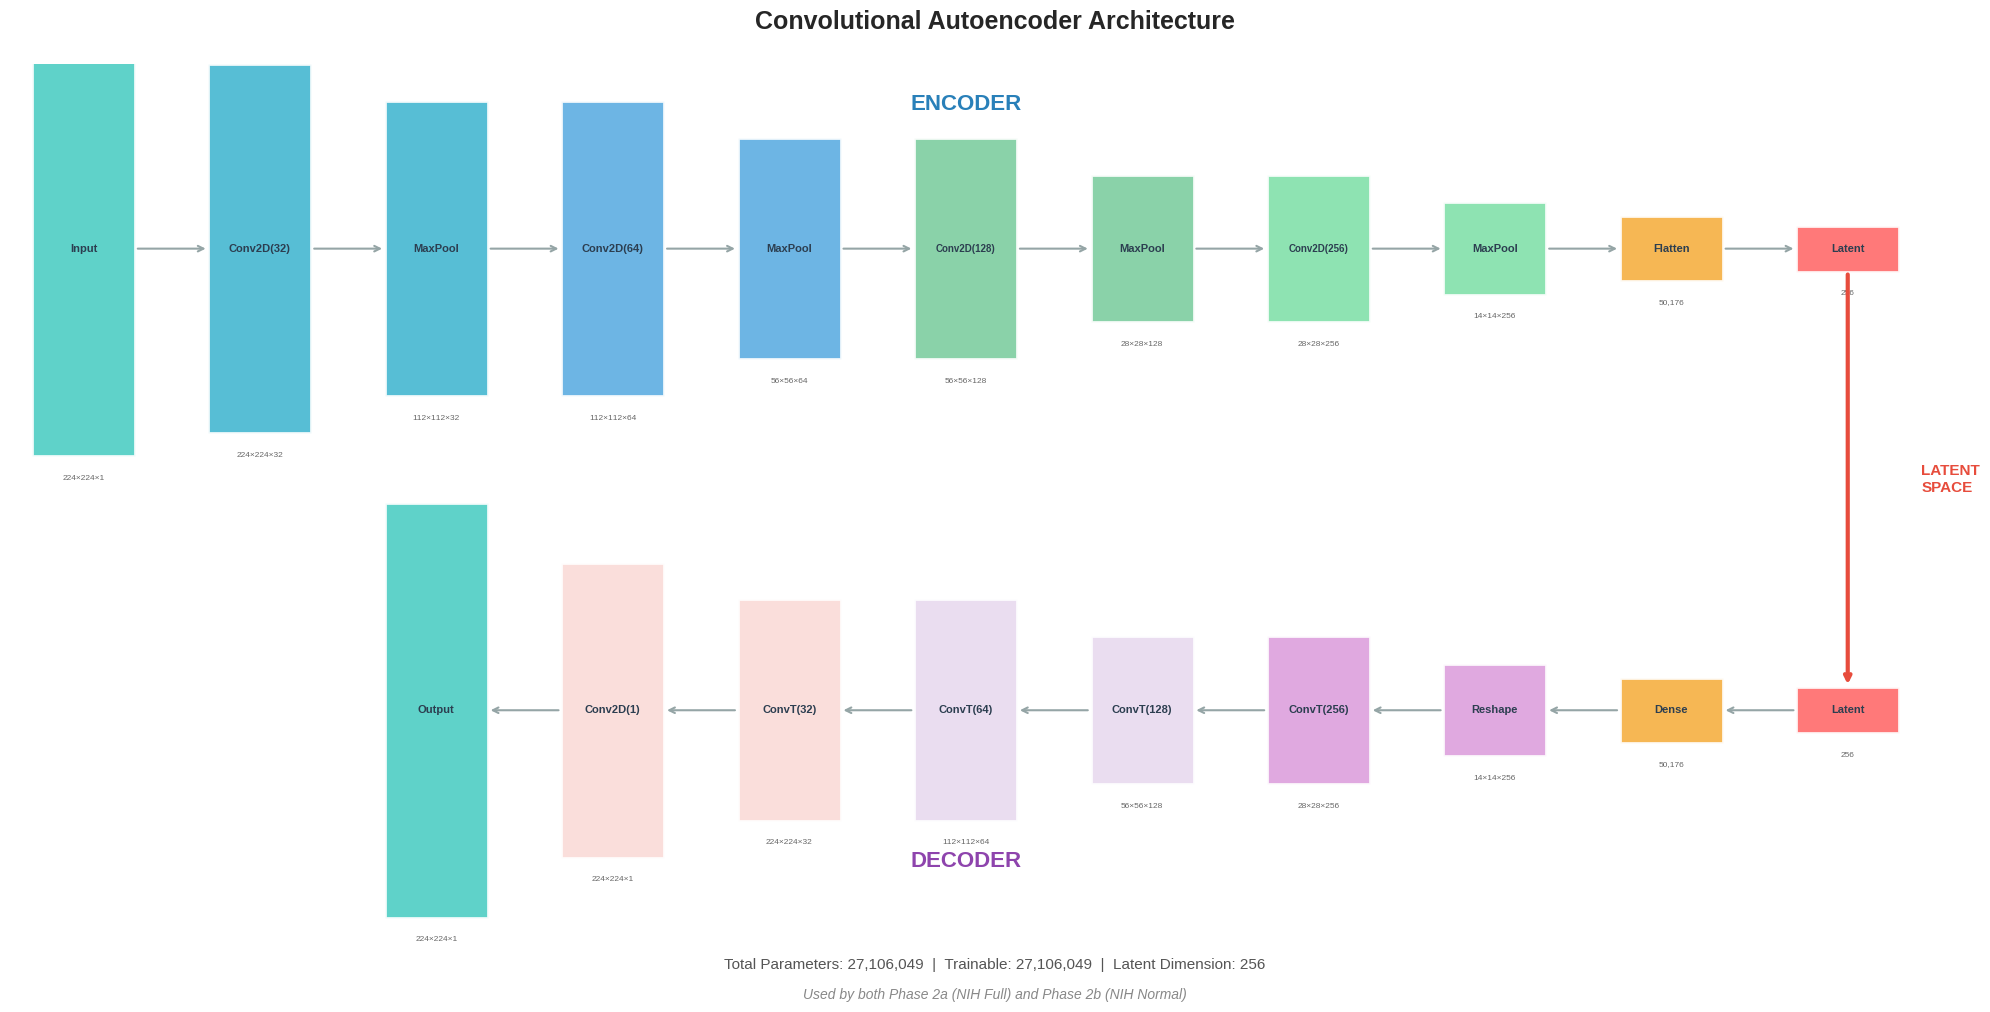 Convolutional Autoencoder Architecture
ENCODER
Input
Conv2D(32)
MaxPool
Conv2D(64)
MaxPool
Conv2D(128)
MaxPool
Conv2D(256)
MaxPool
Flatten
Latent
224×224×1
224×224×32
112×112×32
112×112×64
56×56×64
56×56×128
28×28×128
28×28×256
14×14×256
50,176
256
LATENT
SPACE
Output
Conv2D(1)
ConvT(32)
ConvT(64)
ConvT(128)
ConvT(256)
Reshape
Dense
Latent
224×224×1
224×224×1
224×224×32
112×112×64
56×56×128
28×28×256
14×14×256
50,176
256
DECODER
Total Parameters: 27,106,049 | Trainable: 27,106,049 | Latent Dimension: 256
Used by both Phase 2a (NIH Full) and Phase 2b (NIH Normal)